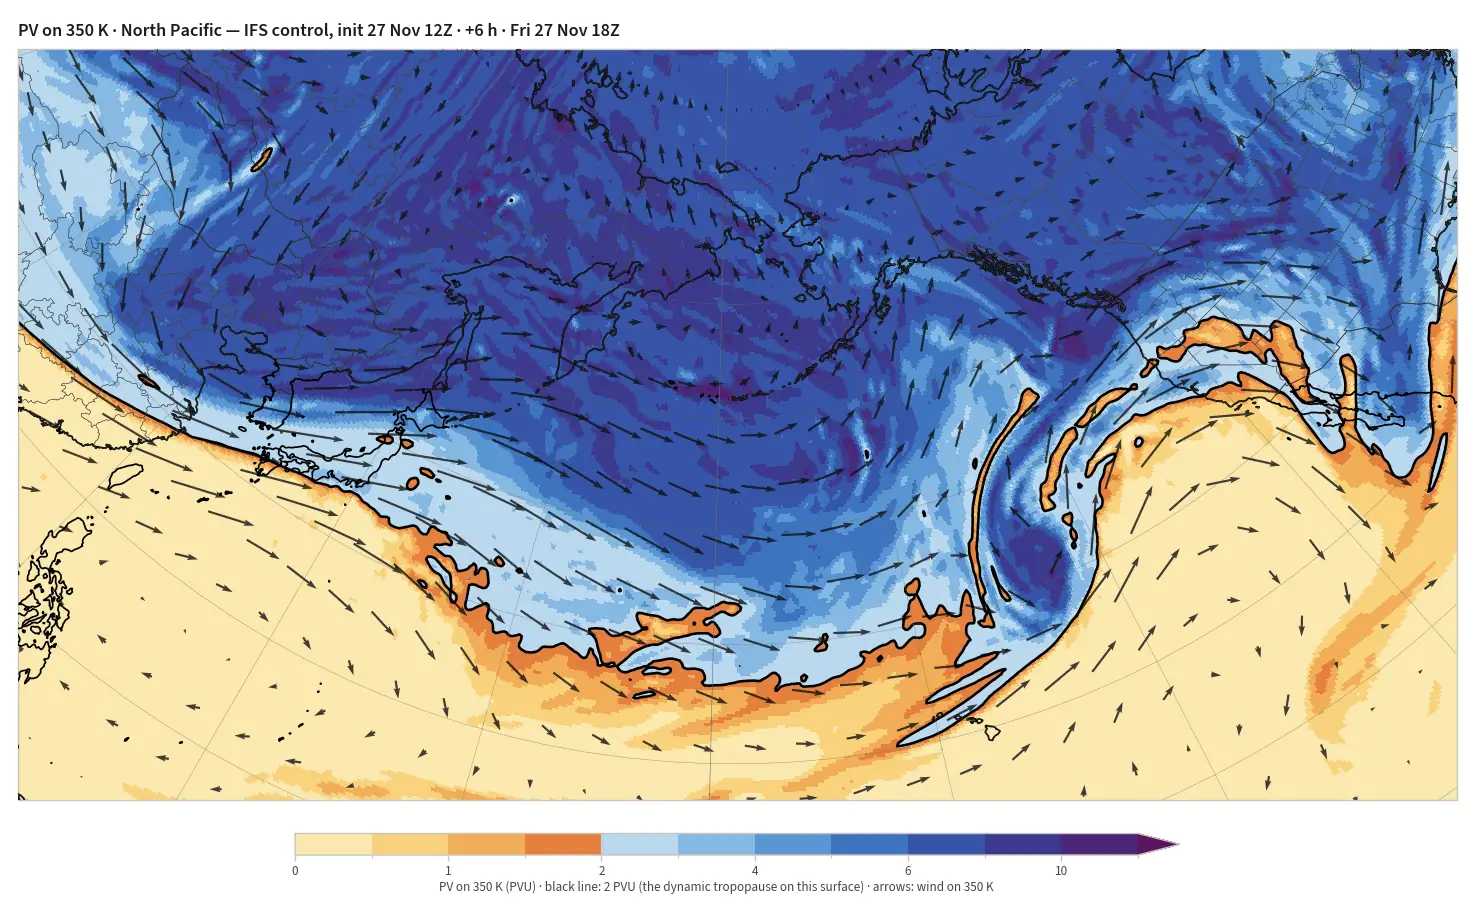 PV on 350 K · North Pacific — IFS control, init 27 Nov 12Z · +6 h · Fri 27 Nov 18Z
0 1 2 4 6 10
PV on 350 K (PVU) · black line: 2 PVU (the dynamic tropopause on this surface) · arrows: wind on 350 K